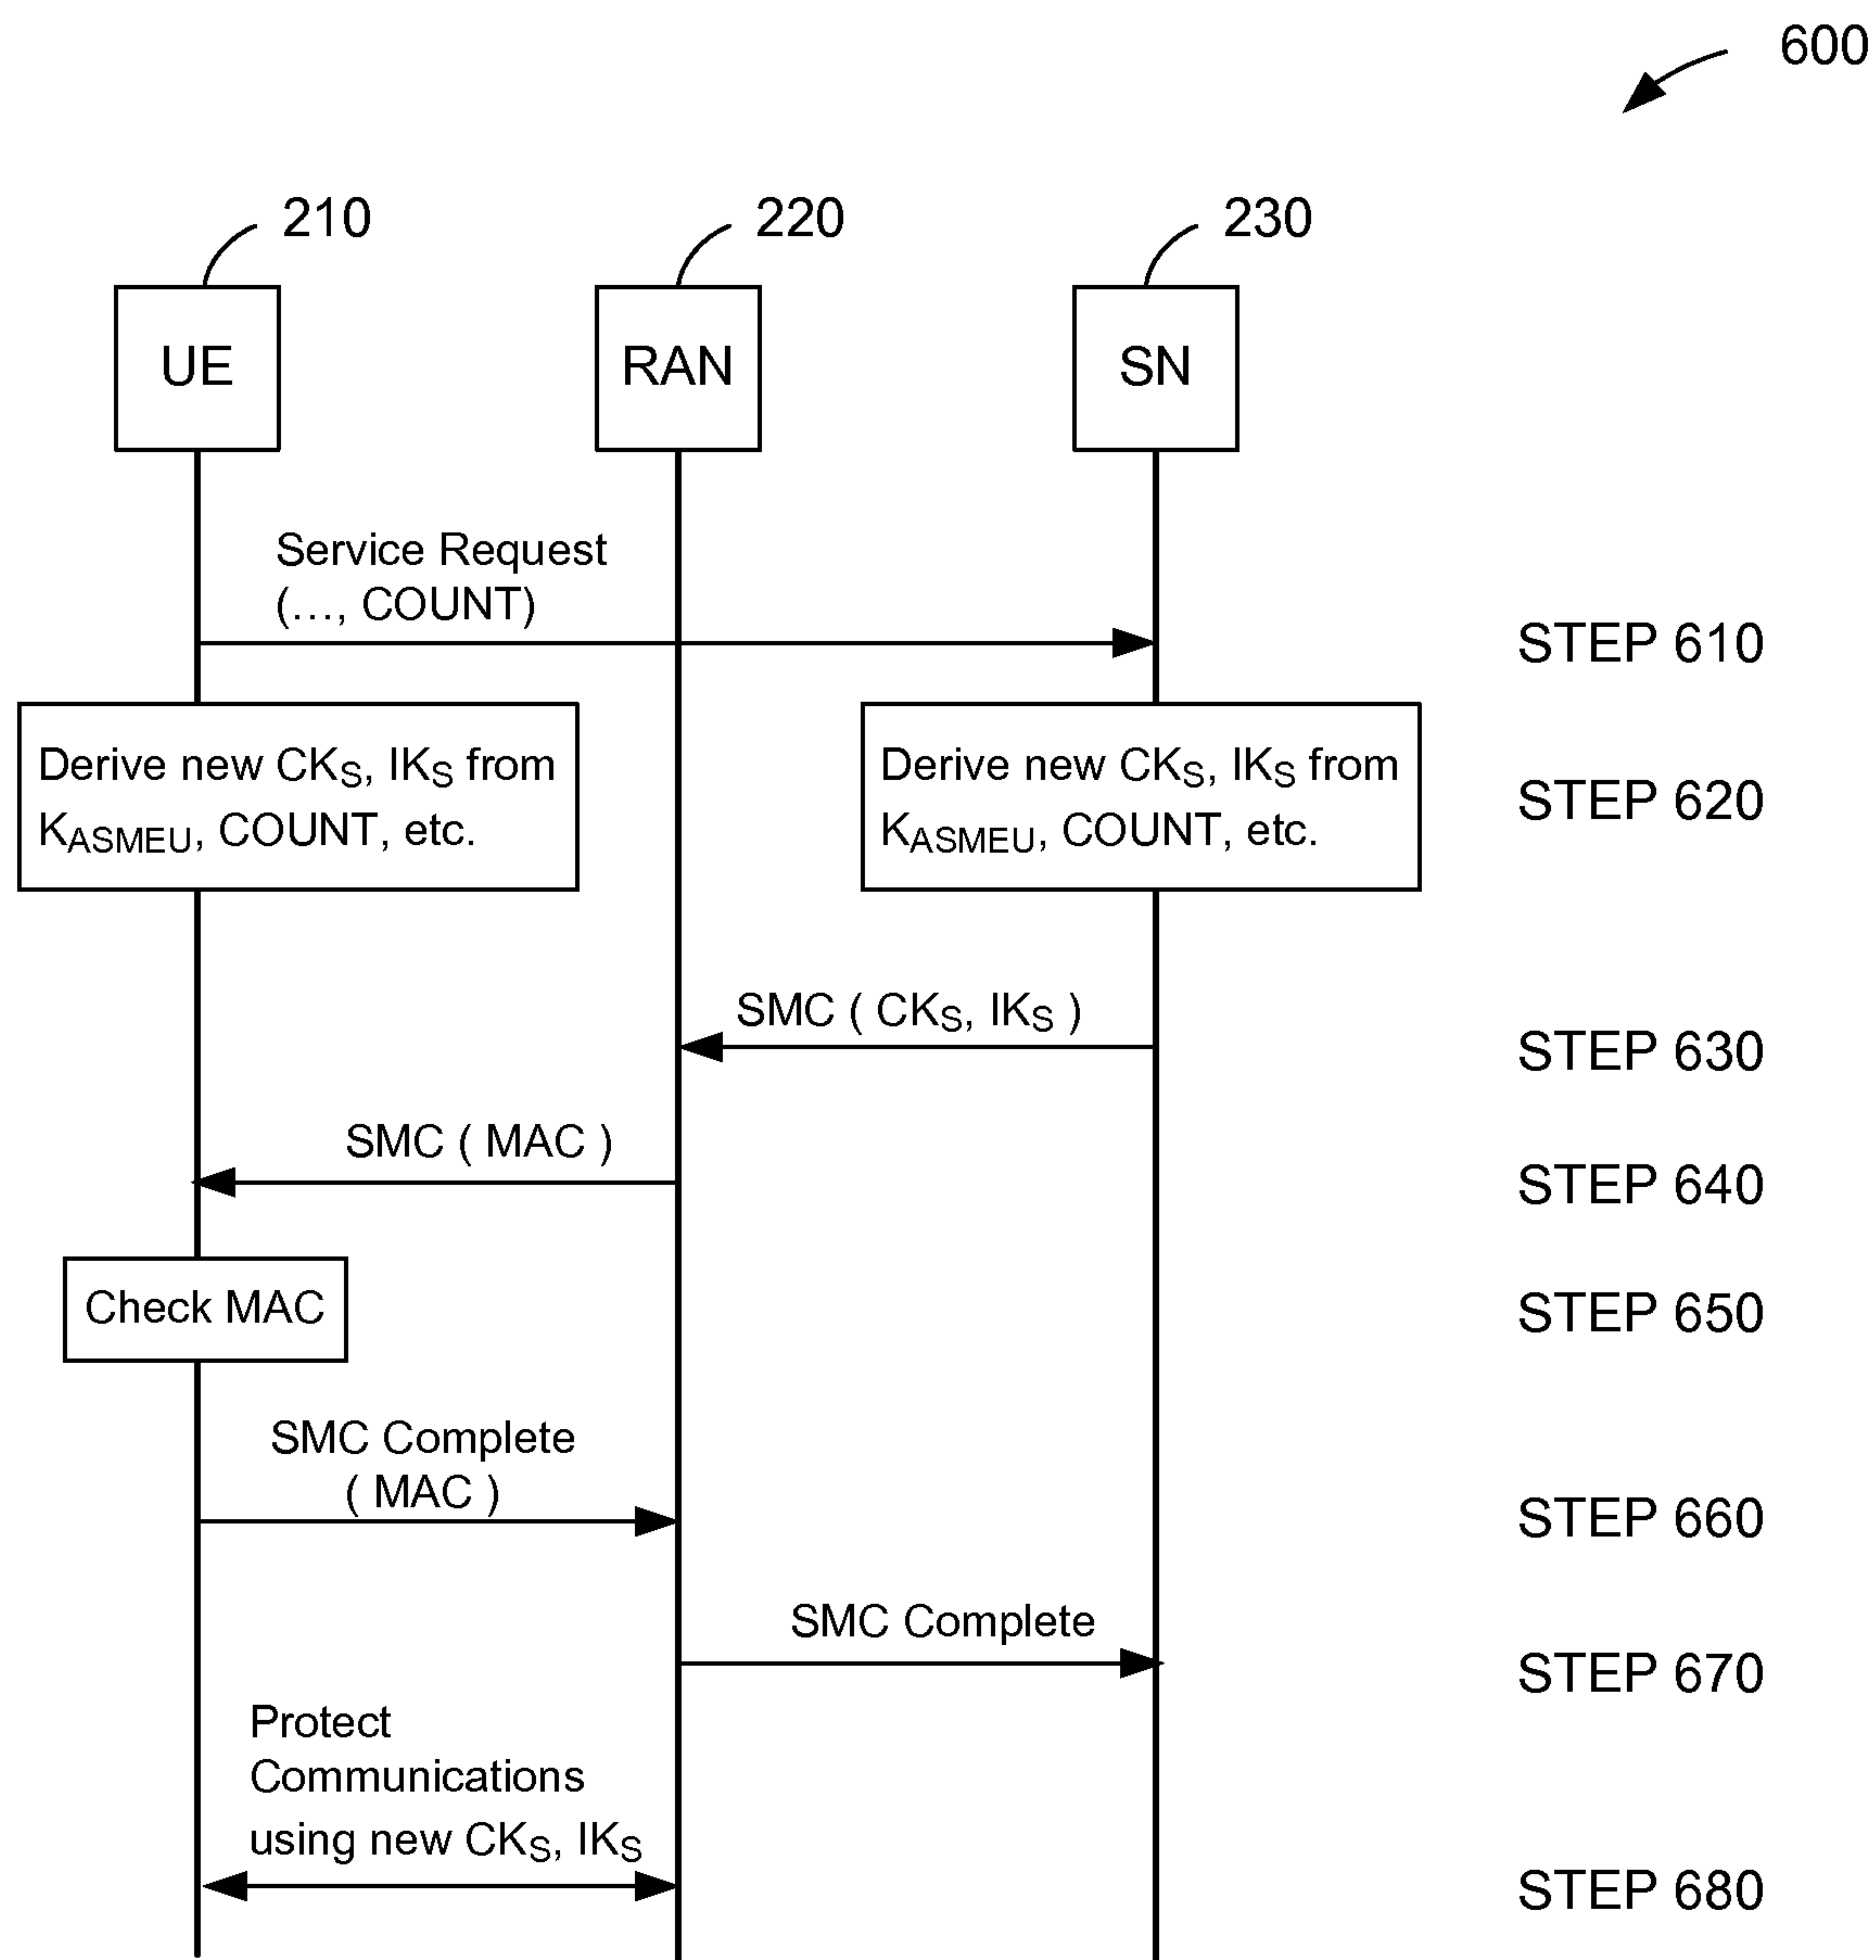 600
210
220
230
UE
RAN
SN
Service Request
(…, COUNT)
STEP 610
Derive new CKS, IKS from
KASMEU, COUNT, etc.
Derive new CKS, IKS from
KASMEU, COUNT, etc.
STEP 620
SMC ( CKS, IKS )
STEP 630
SMC ( MAC )
STEP 640
Check MAC
STEP 650
SMC Complete
( MAC )
STEP 660
SMC Complete
STEP 670
Protect
Communications
using new CKS, IKS
STEP 680